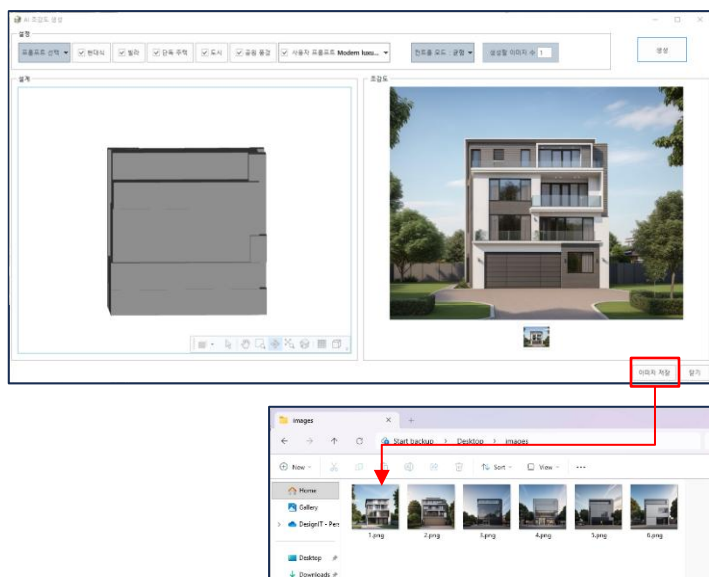 AI 조감도 생성
설정
프롬프트 선택 현대식 빌라 단독 주택 도시 공원 풍경 사용자 프롬프트 Modern luxu... 컨트롤 모드 : 균형 생성할 이미지 수: 1 생성
설계
조감도
이미지 저장 닫기
images
Start backup > Desktop > images
New Sort View ...
Home
Gallery
DesignIT - Pers
Desktop
Downloads
1.png 2.png 3.png 4.png 5.png 6.png